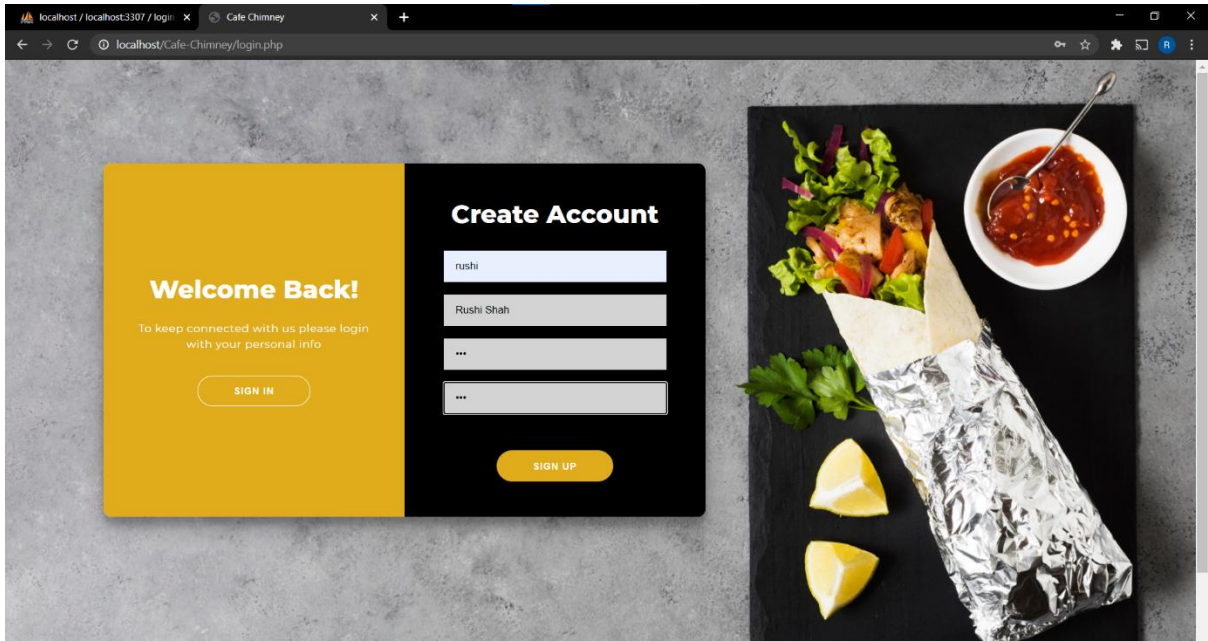 localhost / localhost:3307 / login
Cafe Chimney
localhost/Cafe-Chimney/login.php
R
Welcome Back!
To keep connected with us please login
with your personal info
SIGN IN
Create Account
rushi
Rushi Shah
•••
•••
SIGN UP